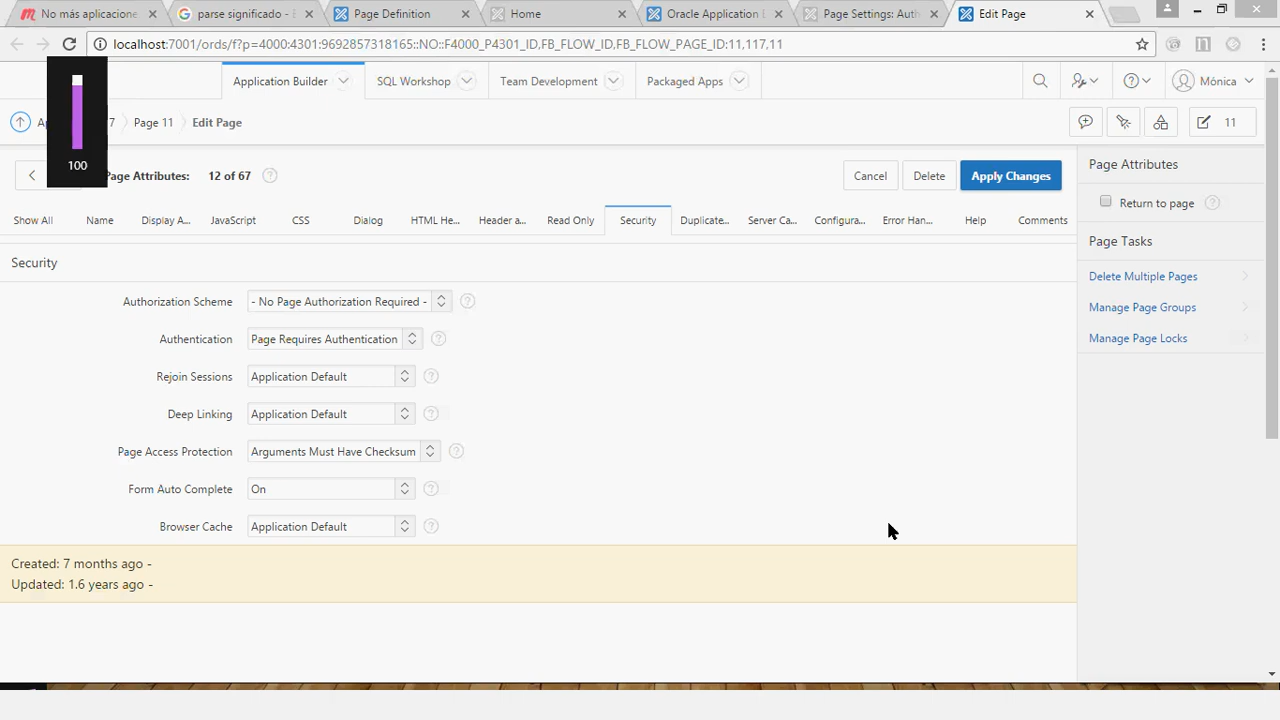 No más aplicacione
parse significado - B
Page Definition
Home
Oracle Application D
Page Settings: Auth
Edit Page
localhost:7001/ords/f?p=4000:4301:9692857318165::NO::F4000_P4301_ID,FB_FLOW_ID,FB_FLOW_PAGE_ID:11,117,11
Application Builder
SQL Workshop
Team Development
Packaged Apps
Mónica
7
Page 11
Edit Page
11
100
Page Attributes: 12 of 67
Cancel
Delete
Apply Changes
Show All
Name
Display A...
JavaScript
CSS
Dialog
HTML He...
Header a...
Read Only
Security
Duplicate...
Server Ca...
Configura...
Error Han...
Help
Comments
Security
Authorization Scheme - No Page Authorization Required -
Authentication Page Requires Authentication
Rejoin Sessions Application Default
Deep Linking Application Default
Page Access Protection Arguments Must Have Checksum
Form Auto Complete On
Browser Cache Application Default
Created: 7 months ago -
Updated: 1.6 years ago -
Page Attributes
Return to page
Page Tasks
Delete Multiple Pages
Manage Page Groups
Manage Page Locks